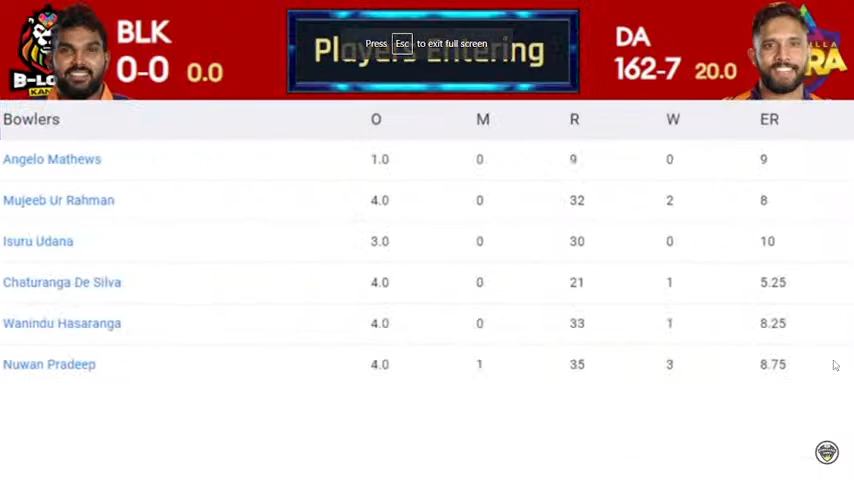 BLK
0-0 0.0
Players Entering
Press Esc to exit full screen
DA
162-7 20.0
B-LO
KAN
RA
Bowlers O M R W ER
Angelo Mathews 1.0 0 9 0 9
Mujeeb Ur Rahman 4.0 0 32 2 8
Isuru Udana 3.0 0 30 0 10
Chaturanga De Silva 4.0 0 21 1 5.25
Wanindu Hasaranga 4.0 0 33 1 8.25
Nuwan Pradeep 4.0 1 35 3 8.75